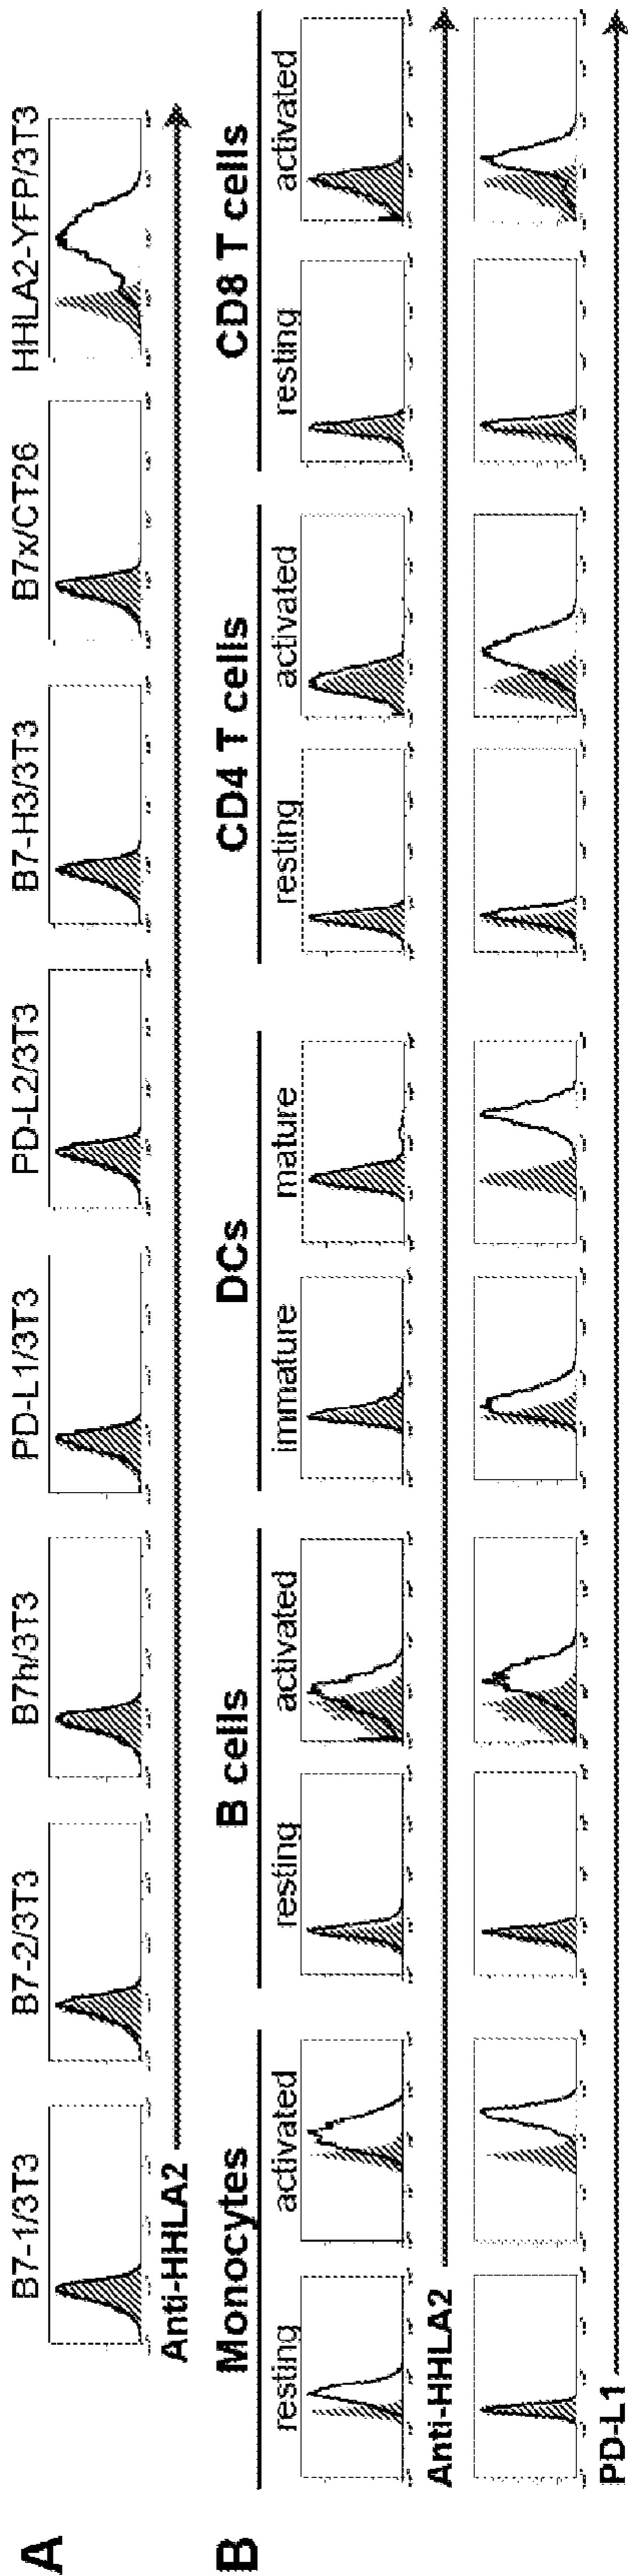 A
B7-1/3T3 B7-2/3T3 B7h/3T3 PD-L1/3T3 PD-L2/3T3 B7-H3/3T3 B7x/CT26 HHLA2-YFP/3T3
Anti-HHLA2
B
Monocytes B cells DCs CD4 T cells CD8 T cells
resting activated resting activated immature mature resting activated resting activated
Anti-HHLA2
PD-L1